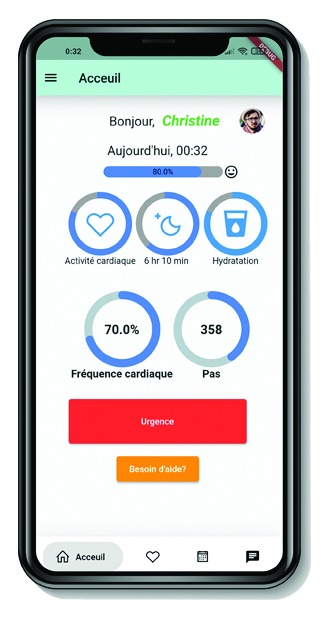 0:32
DEBUG
Acceuil
Bonjour, Christine
Aujourd'hui, 00:32
80.0%
Activité cardiaque 6 hr 10 min Hydratation
70.0% 358
Fréquence cardiaque Pas
Urgence
Besoin d'aide?
Acceuil